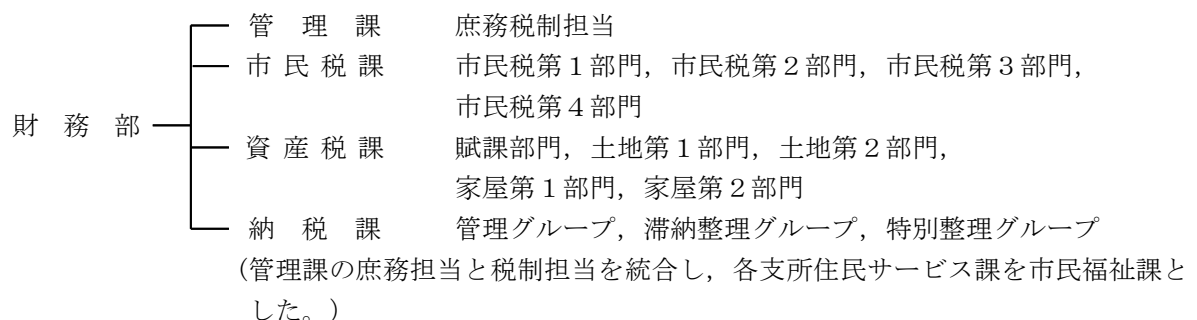 管　理　課　　庶務税制担当
市 民 税 課　　市民税第１部門，市民税第２部門，市民税第３部門，
市民税第４部門
財　務　部
資 産 税 課　　賦課部門，土地第１部門，土地第２部門，
家屋第１部門，家屋第２部門
納　税　課　　管理グループ，滞納整理グループ，特別整理グループ
(管理課の庶務担当と税制担当を統合し，各支所住民サービス課を市民福祉課と
した。)